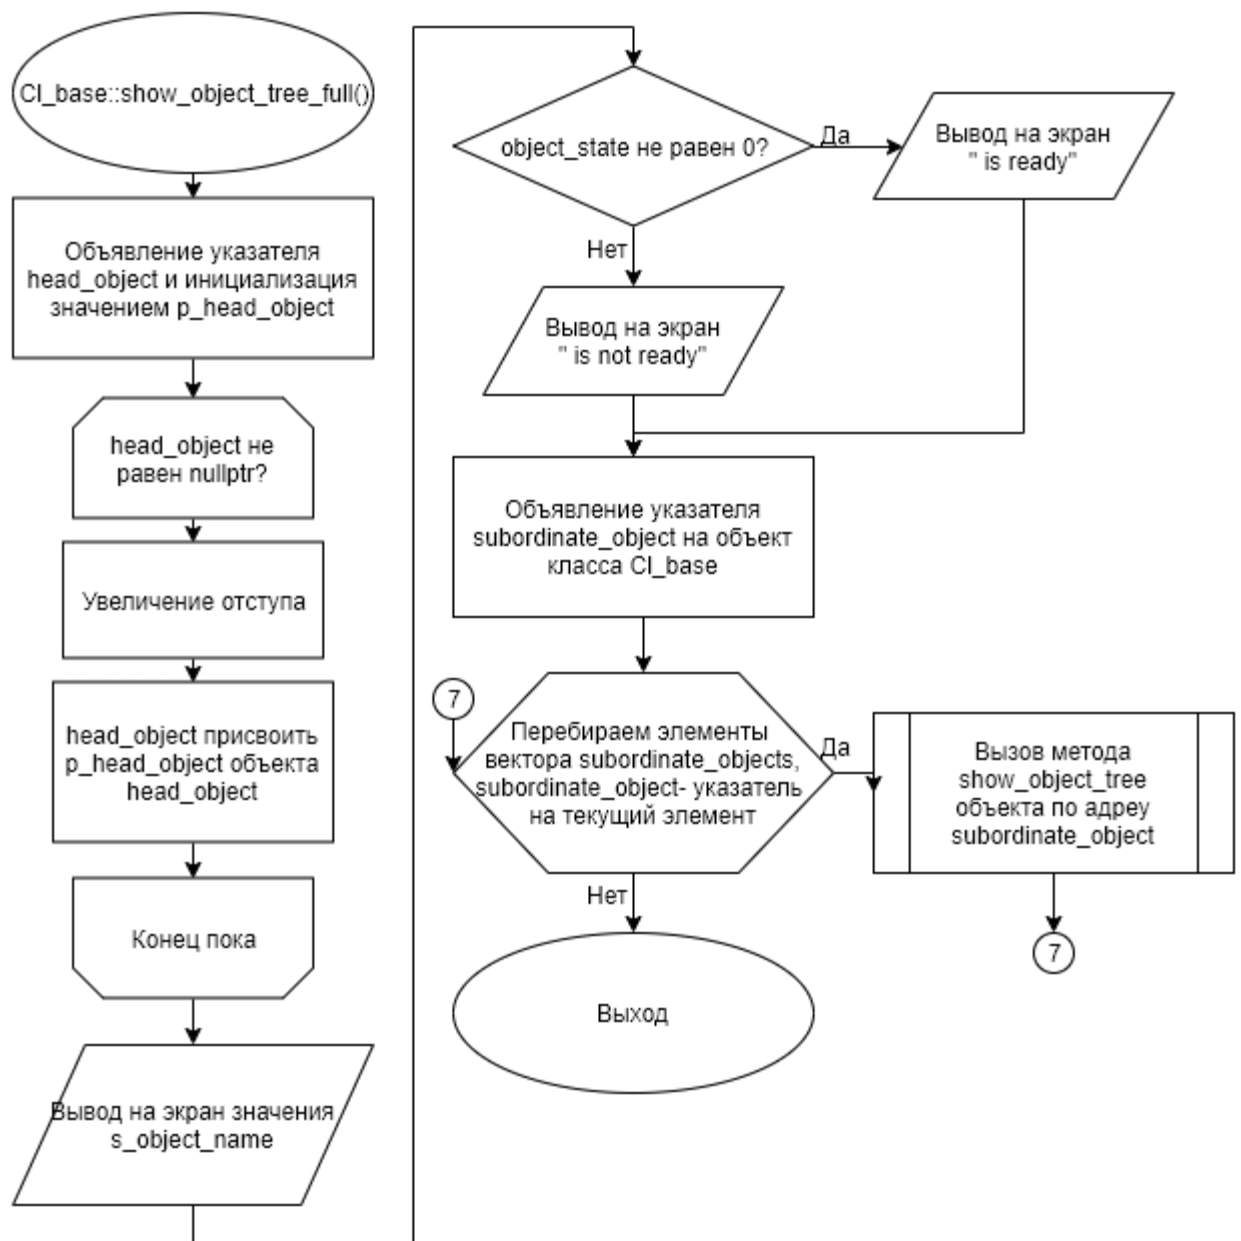 Cl_base::show_object_tree_full()
Объявление указателя
head_object и инициализация
значением p_head_object
head_object не
равен nullptr?
Увеличение отступа
head_object присвоить
p_head_object объекта
head_object
Конец пока
Вывод на экран значения
s_object_name
object_state не равен 0?
Да
Вывод на экран
" is ready"
Нет
Вывод на экран
" is not ready"
Объявление указателя
subordinate_object на объект
класса Cl_base
7
Перебираем элементы
вектора subordinate_objects,
subordinate_object- указатель
на текущий элемент
Да
Вызов метода
show_object_tree
объекта по адреу
subordinate_object
7
Нет
Выход